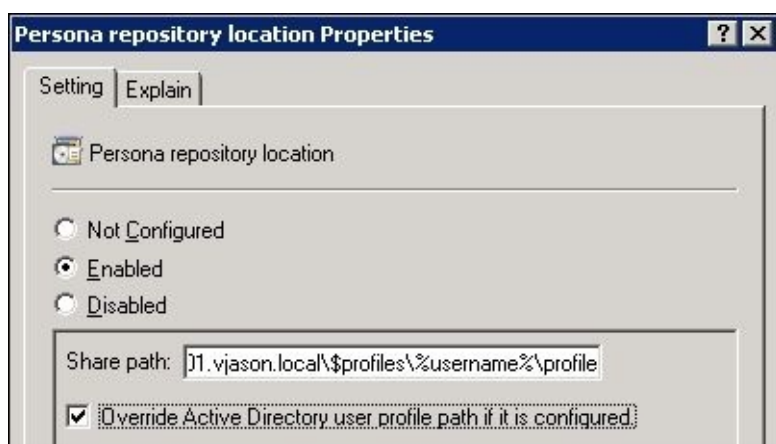 Persona repository location Properties
Setting Explain
Persona repository location
Not Configured
Enabled
Disabled
Share path: 01.vjason.local\$profiles\%username%\profile
Override Active Directory user profile path if it is configured.